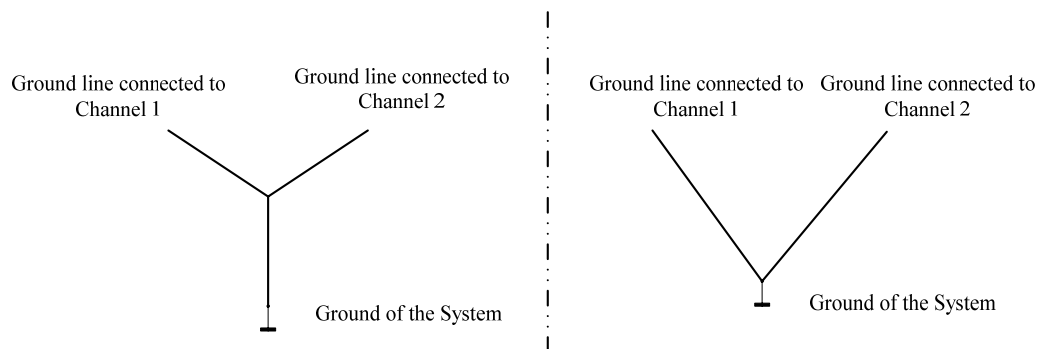 Ground line connected to
Channel 1
Ground line connected to
Channel 2
Ground of the System
Ground line connected to
Channel 1
Ground line connected to
Channel 2
Ground of the System